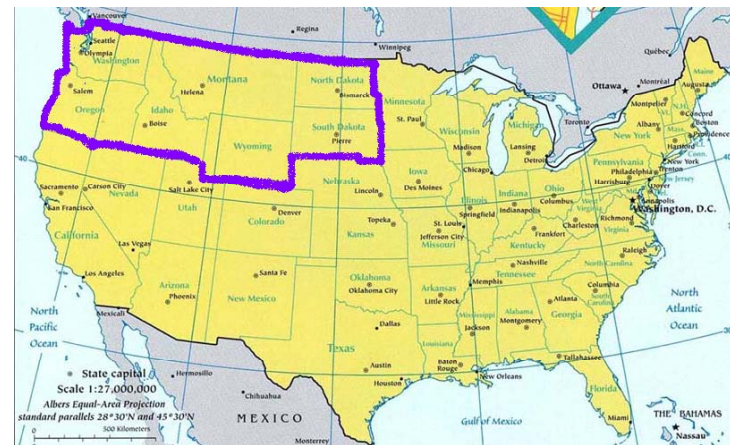 Vancouver
Regina
Winnipeg
Seattle
Olympia
Washington
Québec
Montana
Helena
North Dakota
Bismarck
Ottawa
Montréal
Maine
Augusta
Salem
Oregon
Idaho
Boise
Minnesota
St. Paul
Montpelier
N.H.
Concord
South Dakota
Pierre
Wisconsin
Michigan
Toronto
Albany
Mass.
Boston
Providence
New York
Hartford
Conn.
Wyoming
Madison
Lansing
Detroit
New York
40
Nebraska
Iowa
Chicago
Pennsylvania
Philadelphia
Trenton
New Jersey
Harrisburg
Dover
Sacramento
Carson City
Nevada
Salt Lake City
Lincoln
Des Moines
Illinois
Indiana
Ohio
Columbus
Annapolis
San Francisco
Utah
Denver
Colorado
Topeka
Springfield
Indianapolis
West
Virginia
Washington, D.C.
California
Kansas
St. Louis
Jefferson City
Missouri
Frankfort
Kentucky
Charleston
Richmond
Virginia
Las Vegas
Raleigh
Los Angeles
Arizona
Phoenix
Santa Fe
New Mexico
Oklahoma
Oklahoma City
Arkansas
Little Rock
Memphis
Nashville
Tennessee
North Carolina
Columbia
South
Carolina
North
Pacific
Ocean
Mexicali
Dallas
Mississippi
Jackson
Alabama
Montgomery
Atlanta
Georgia
North
Atlantic
Ocean
Texas
Louisiana
Tallahassee
State capital
Scale 1:27,000,000
Albers Equal-Area Projection
standard parallels 28°30'N and 45°30'N
0
500 Kilometers
Hermosillo
Chihuahua
Austin
Houston
Baton
Rouge
New Orleans
Florida
MEXICO
Monterrey
Gulf of Mexico
Miami
THE BAHAMAS
Nassau